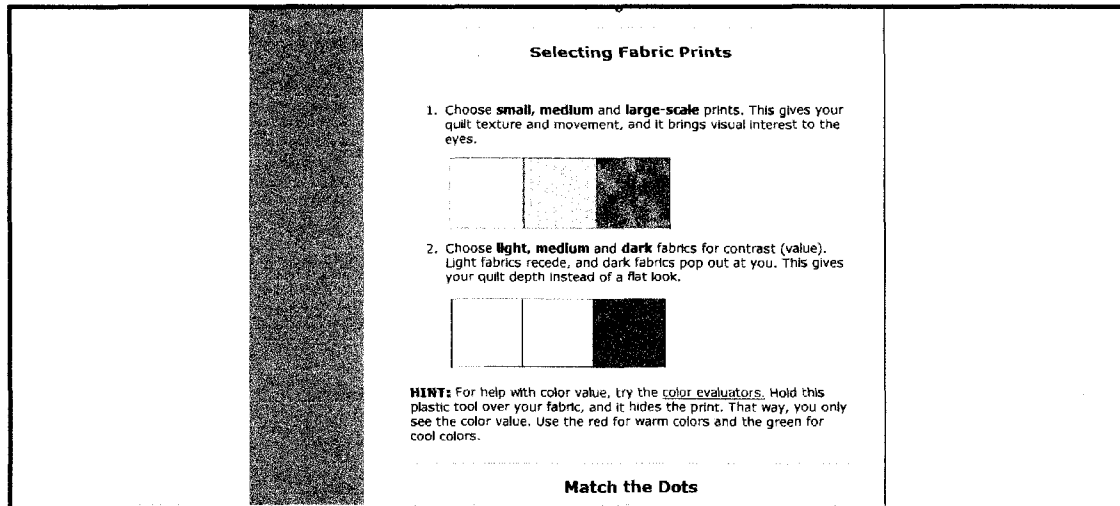 Selecting Fabric Prints
1. Choose small, medium and large-scale prints. This gives your
quilt texture and movement, and it brings visual interest to the
eyes.
2. Choose light, medium and dark fabrics for contrast (value).
Light fabrics recede, and dark fabrics pop out at you. This gives
your quilt depth instead of a flat look.
HINT: For help with color value, try the color evaluators. Hold this
plastic tool over your fabric, and it hides the print. That way, you only
see the color value. Use the red for warm colors and the green for
cool colors.
Match the Dots